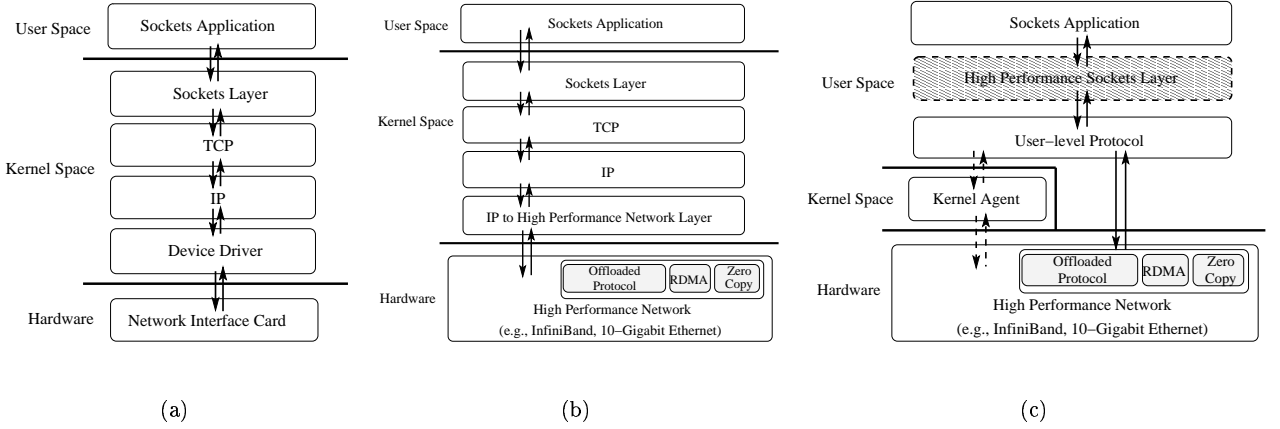 User Space
Sockets Application
Sockets Layer
Kernel Space
TCP
IP
Device Driver
Hardware
Network Interface Card
(a)
User Space
Sockets Application
Sockets Layer
Kernel Space
TCP
IP
IP to High Performance Network Layer
Hardware
Offloaded
Protocol
RDMA
Zero
Copy
High Performance Network
(e.g., InfiniBand, 10−Gigabit Ethernet)
(b)
Sockets Application
User Space
High Performance Sockets Layer
User−level Protocol
Kernel Space
Kernel Agent
Hardware
Offloaded
Protocol
RDMA
Zero
Copy
High Performance Network
(e.g., InfiniBand, 10−Gigabit Ethernet)
(c)